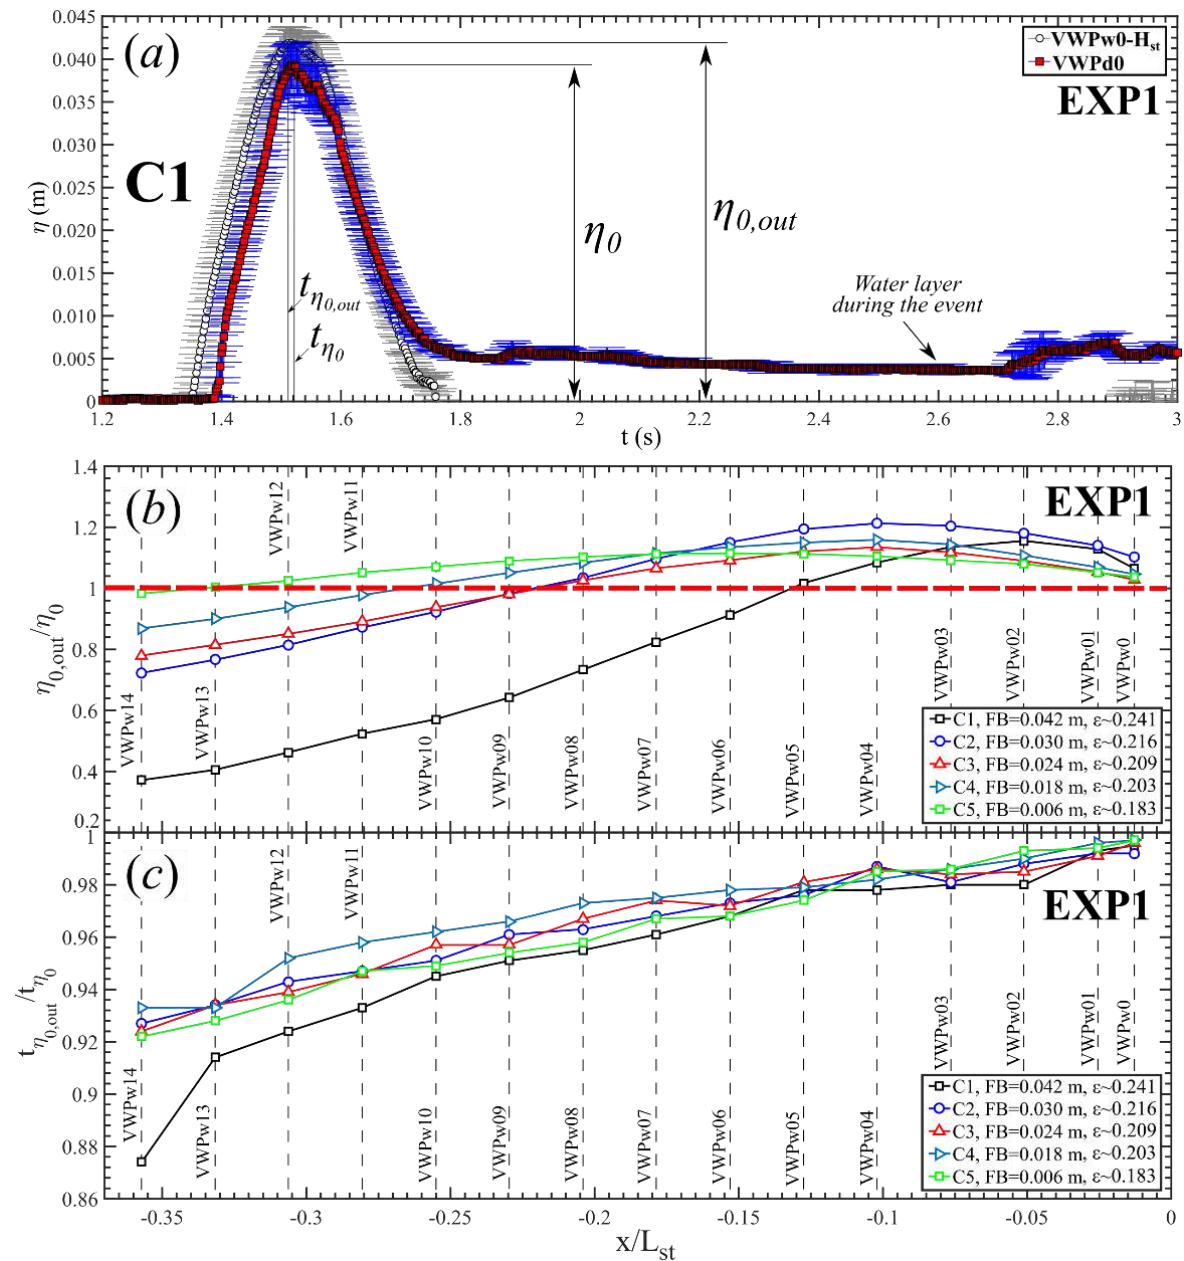 0.045
(a)
VWPw0-Hst
VWPd0
EXP1
0.040
0.035
0.030
C1
0.025
η (m)
η0
η0,out
0.020
0.015
Water layer
during the event
tη0,out
0.010
tη0
0.005
0
1.2 1.4 1.6 1.8 2 2.2 2.4 2.6 2.8 3
t (s)
1.4
(b)
EXP1
VWPw12
VWPw11
1.2
1
0.8
η0,out/η0
0.6
0.4
0.2
VWPw14
VWPw13
VWPw10
VWPw09
VWPw08
VWPw07
VWPw06
VWPw05
VWPw04
VWPw03
VWPw02
VWPw01
VWPw0
C1, FB=0.042 m, ε~0.241
C2, FB=0.030 m, ε~0.216
C3, FB=0.024 m, ε~0.209
C4, FB=0.018 m, ε~0.203
C5, FB=0.006 m, ε~0.183
1
(c)
EXP1
VWPw12
VWPw11
0.98
0.96
0.94
tη0,out/tη0
0.92
0.9
0.88
0.86
VWPw14
VWPw13
VWPw10
VWPw09
VWPw08
VWPw07
VWPw06
VWPw05
VWPw04
VWPw03
VWPw02
VWPw01
VWPw0
C1, FB=0.042 m, ε~0.241
C2, FB=0.030 m, ε~0.216
C3, FB=0.024 m, ε~0.209
C4, FB=0.018 m, ε~0.203
C5, FB=0.006 m, ε~0.183
-0.35 -0.3 -0.25 -0.2 -0.15 -0.1 -0.05 0
x/Lst